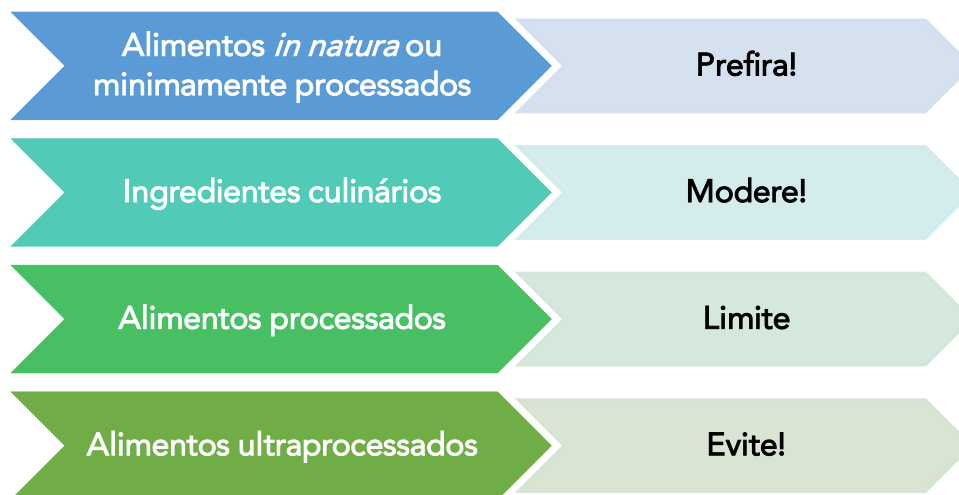 Alimentos in natura ou
minimamente processados
Prefira!
Ingredientes culinários
Modere!
Alimentos processados
Limite
Alimentos ultraprocessados
Evite!